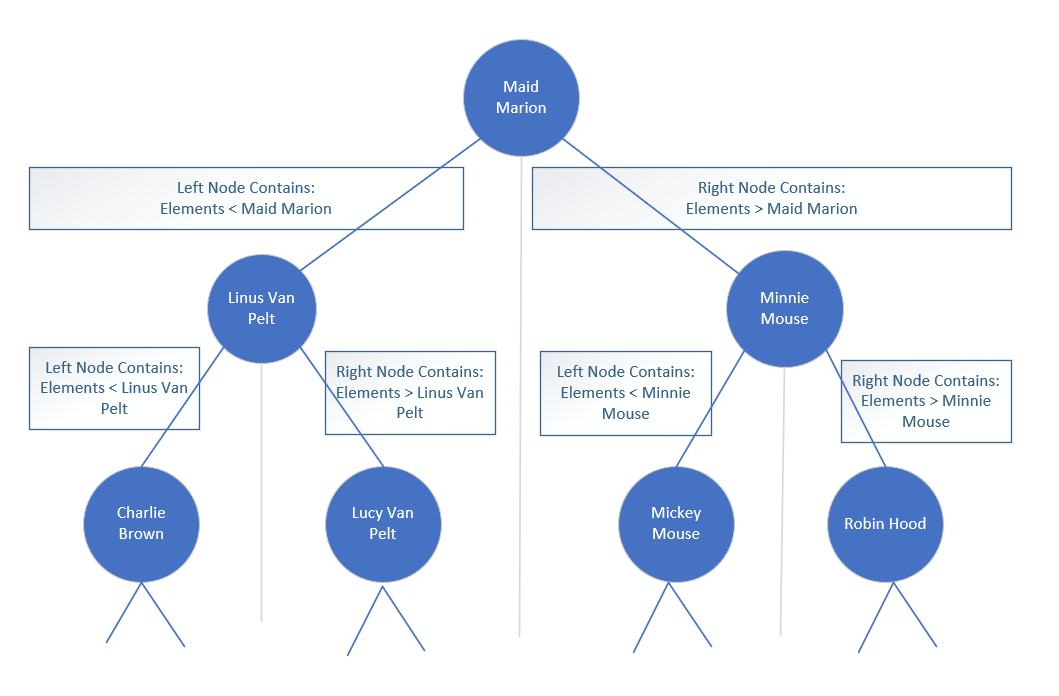 Maid
Marion
Left Node Contains:
Elements < Maid Marion
Right Node Contains:
Elements > Maid Marion
Linus Van
Pelt
Minnie
Mouse
Left Node Contains:
Elements < Linus Van
Pelt
Right Node Contains:
Elements > Linus Van
Pelt
Left Node Contains:
Elements < Minnie
Mouse
Right Node Contains:
Elements > Minnie
Mouse
Charlie
Brown
Lucy Van
Pelt
Mickey
Mouse
Robin Hood